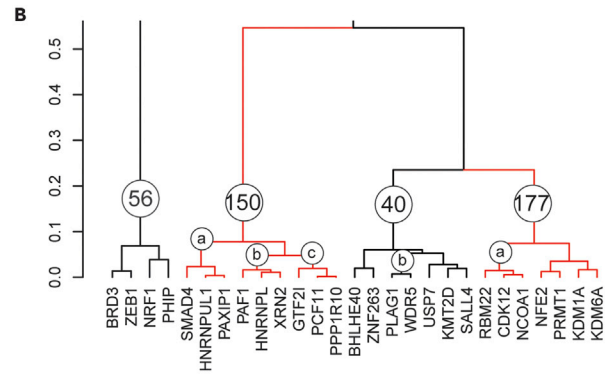 B
0.5
0.4
0.3
0.2
0.1
0.0
56
150
40
177
a
b
c
b
a
BRD3
ZEB1
NRF1
PHIP
SMAD4
HNRNPUL1
PAXIP1
PAF1
HNRNPL
XRN2
GTF2I
PCF11
PPP1R10
BHLHE40
ZNF263
PLAG1
WDR5
USP7
KMT2D
SALL4
RBM22
CDK12
NCOA1
NFE2
PRMT1
KDM1A
KDM6A